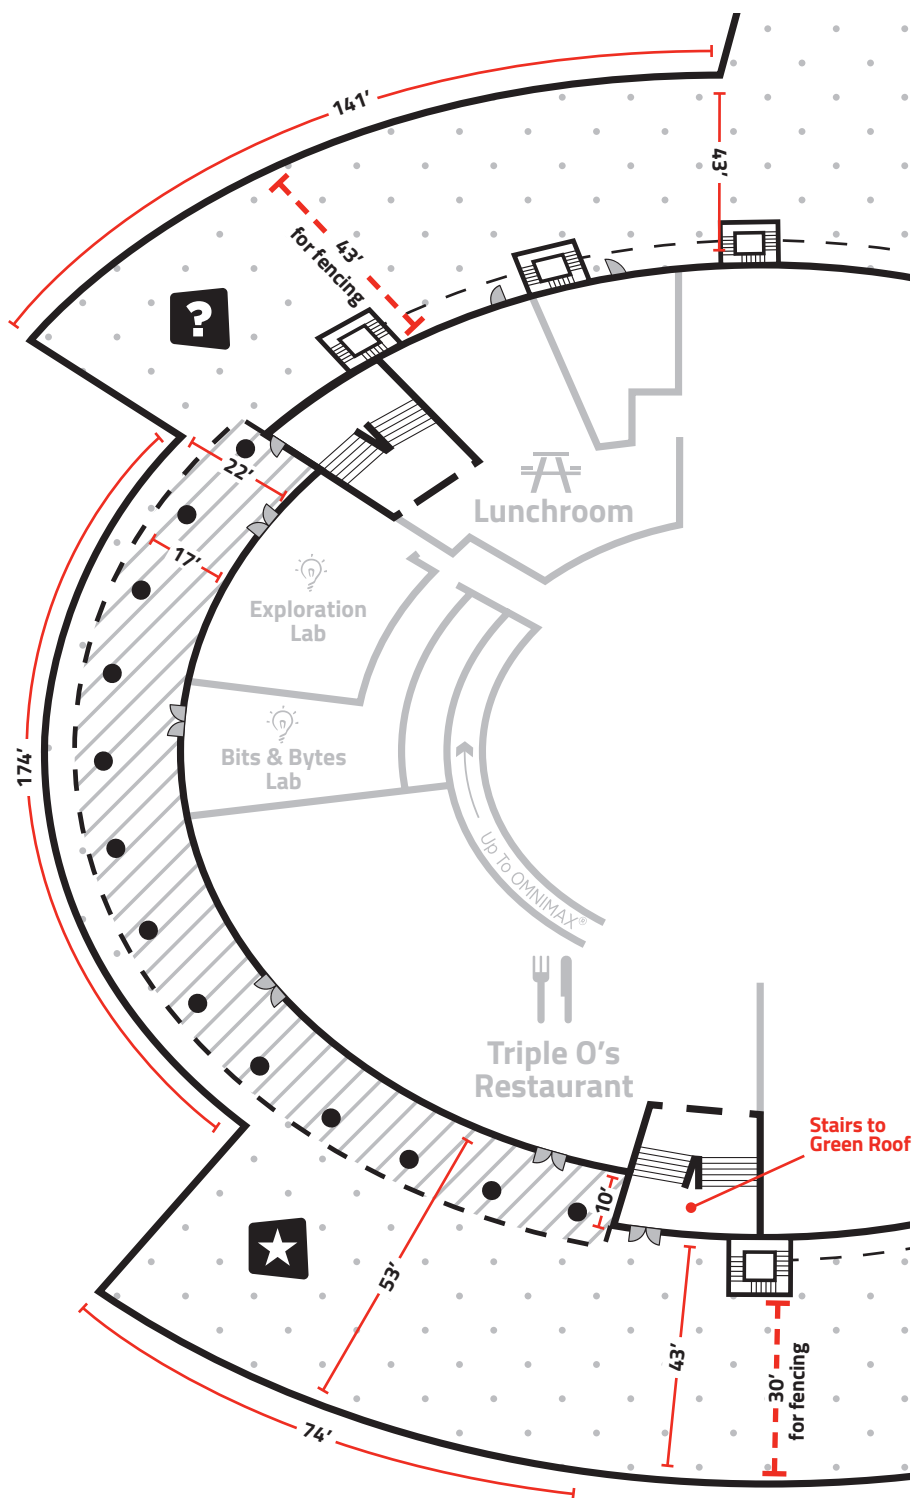 141’
43’
43’
for fencing
?
22’
17’
Lunchroom
Exploration
Lab
Bits & Bytes
Lab
174’
Up To OMNIMAX®
Triple O’s
Restaurant
Stairs to
Green Roof
10’
53’
43’
30’
for fencing
74’